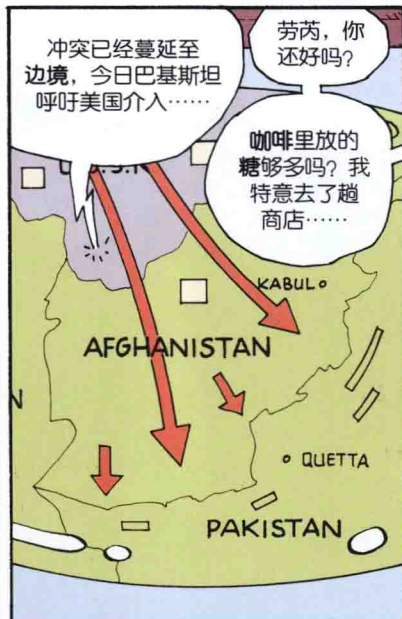 冲突已经蔓延至
边境，今日巴基斯坦
呼吁美国介入……
劳芮，你
还好吗？
咖啡里放的
糖够多吗？我
特意去了趟
商店……
KABUL
AFGHANISTAN
N
QUETTA
PAKISTAN